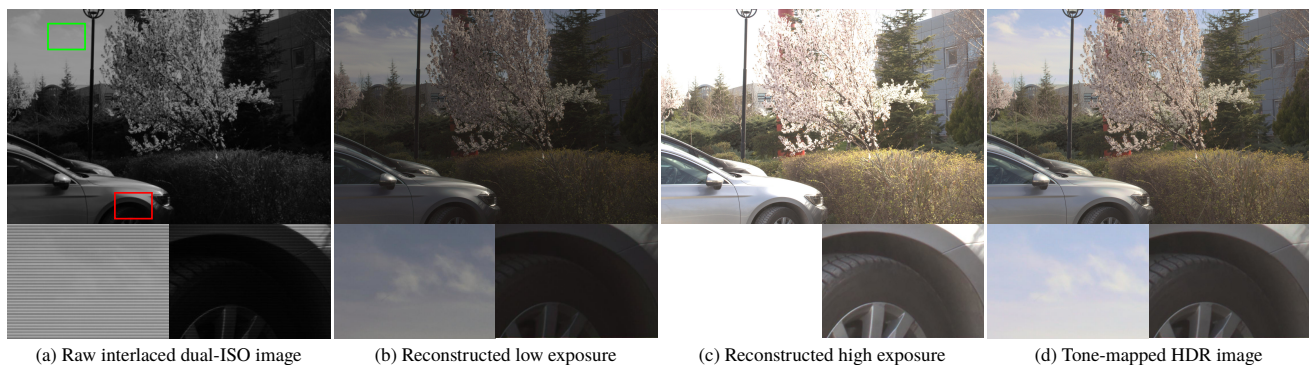 (a) Raw interlaced dual-ISO image
(b) Reconstructed low exposure
(c) Reconstructed high exposure
(d) Tone-mapped HDR image